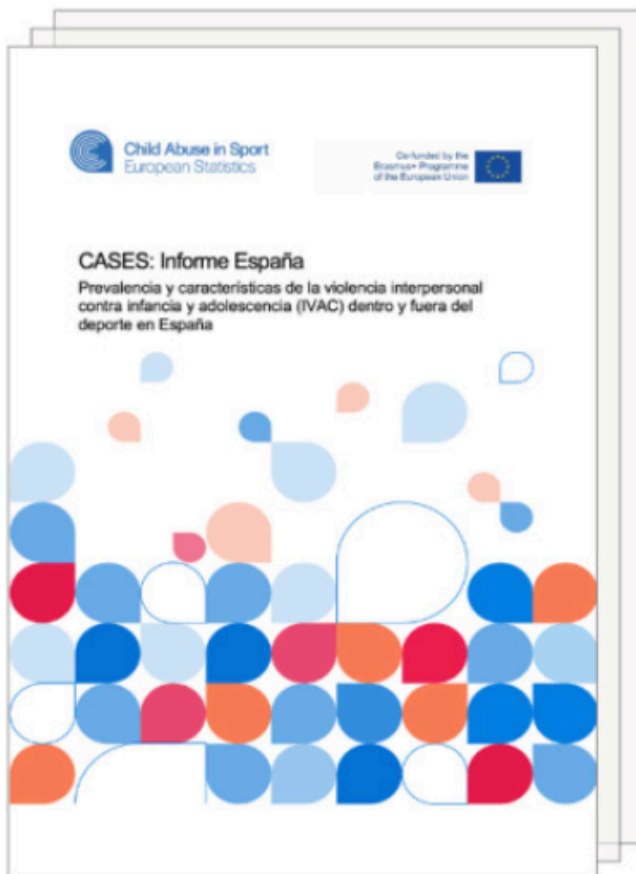 Child Abuse in Sport
European Statistics
Co-funded by the
Erasmus+ Programme
of the European Union
CASES: Informe España
Prevalencia y características de la violencia interpersonal
contra infancia y adolescencia (IVAC) dentro y fuera del
deporte en España